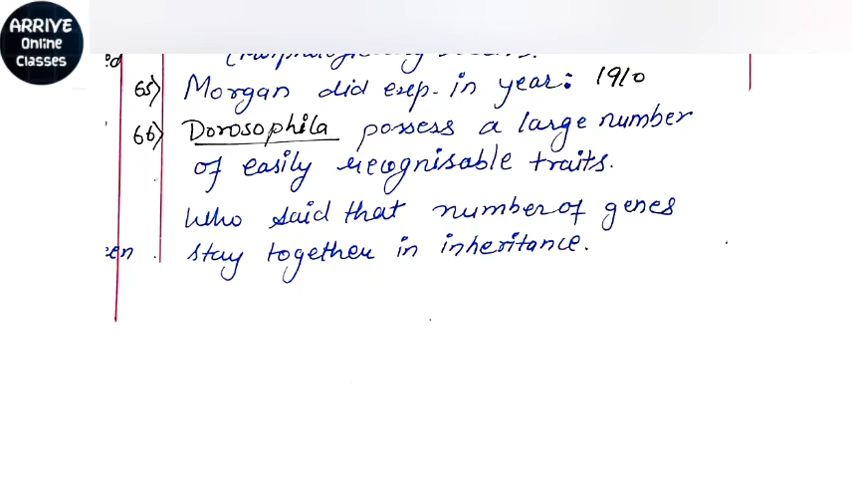 ARRIVE
Online
Classes
65) Morgan did exp. in year: 1910
66) Dorosophila possess a large number
of easily recognisable traits.
Who said that number of genes
stay together in inheritance.